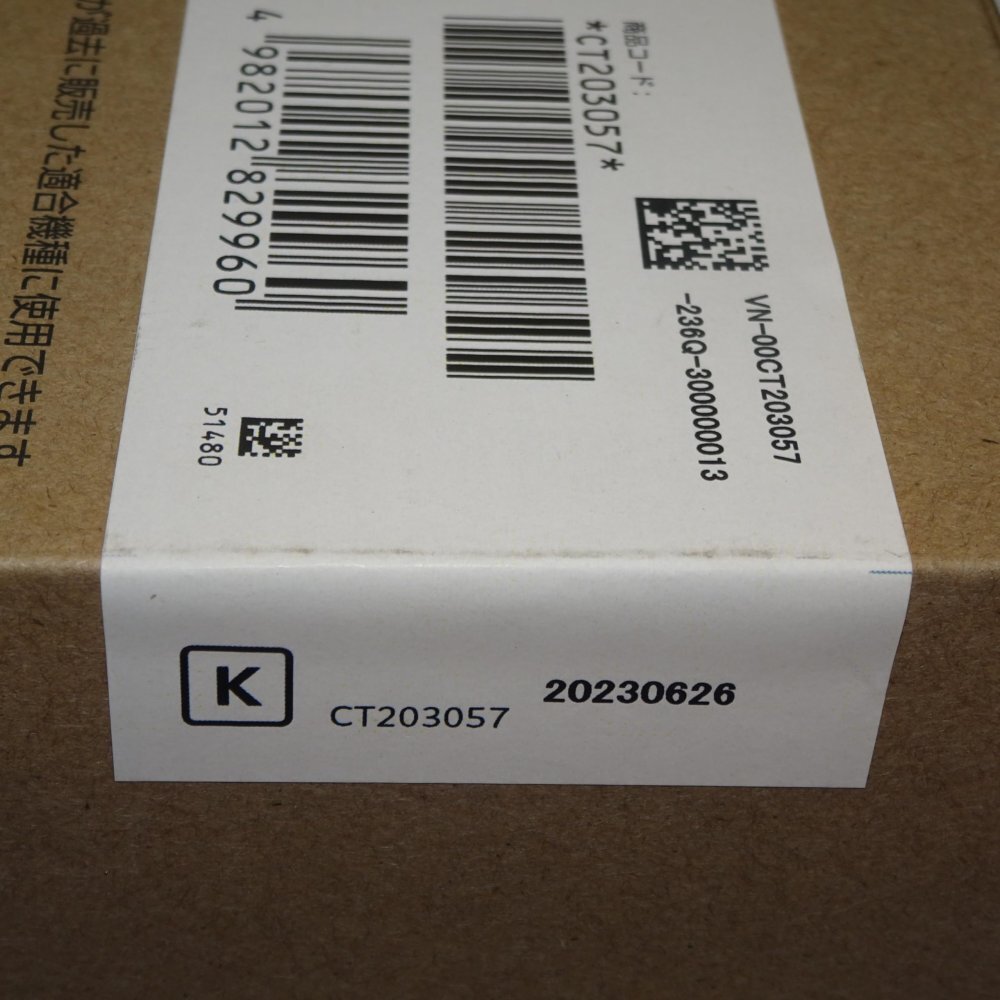 が過去に販売した適合機種に使用できます
商品コード:
*CT203057*
4 982012 829960
VN-00CT203057
-236Q-30000013
51480
K
CT203057
20230626